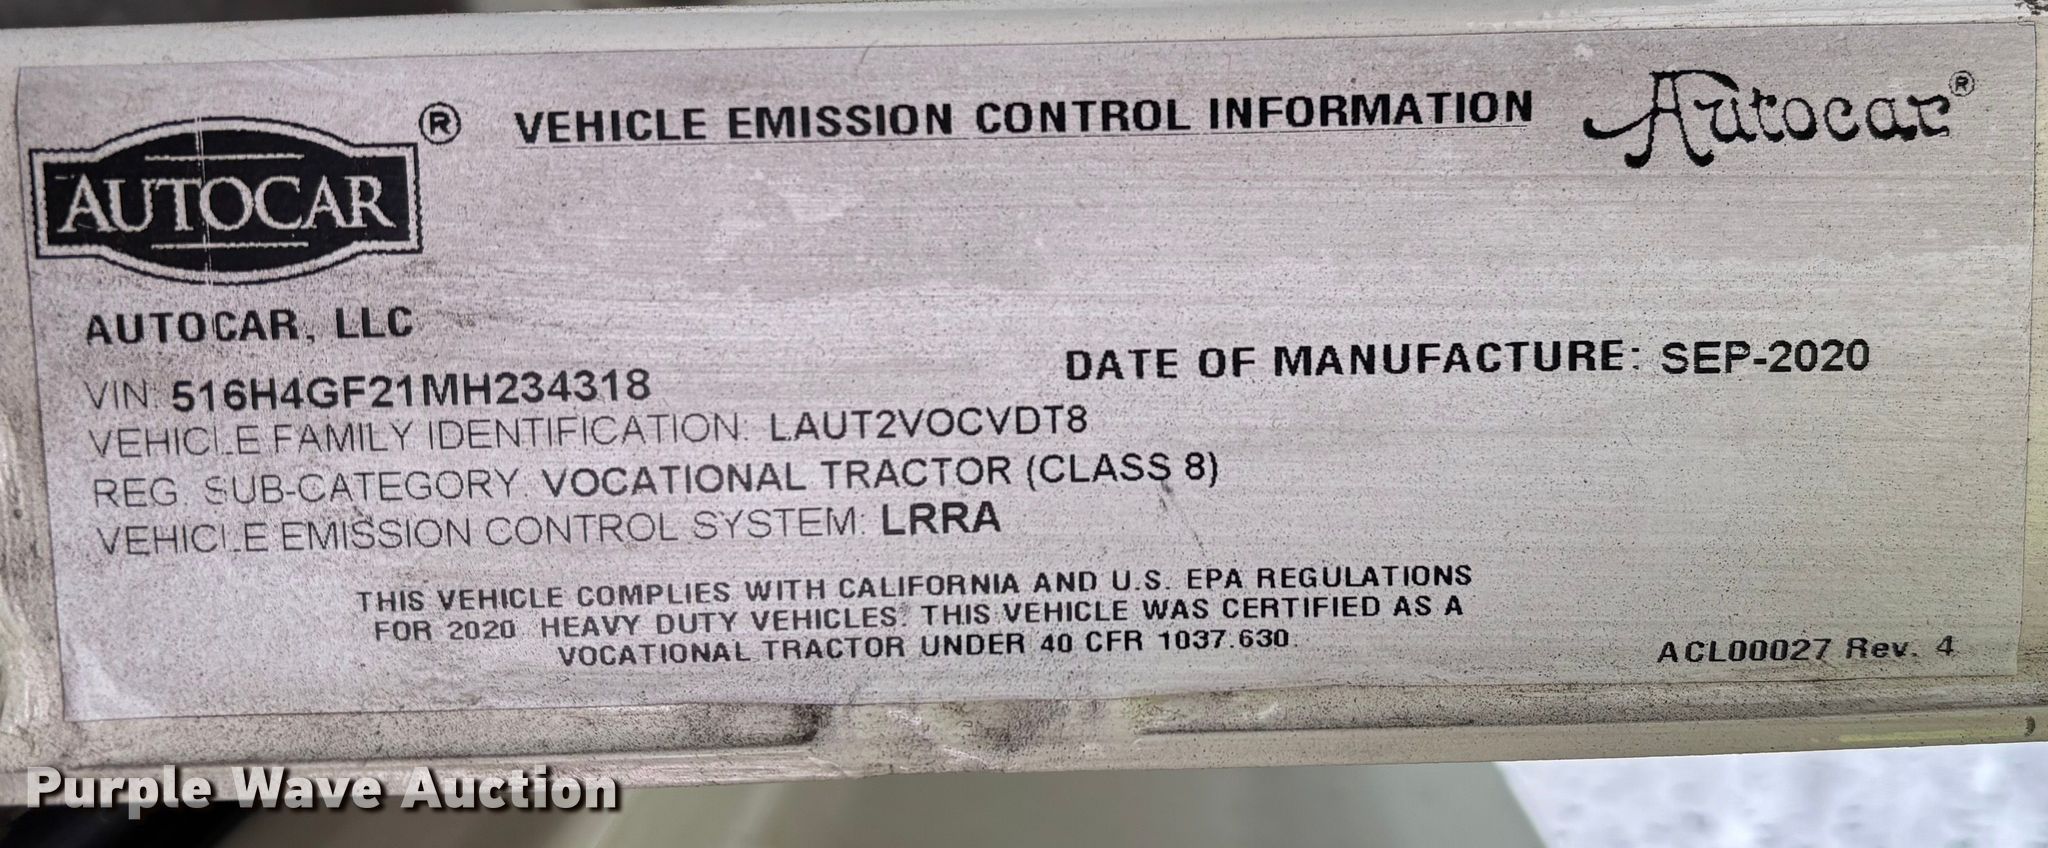 AUTOCAR ®
VEHICLE EMISSION CONTROL INFORMATION
Autocar®
AUTOCAR, LLC
VIN: 516H4GF21MH234318
DATE OF MANUFACTURE: SEP-2020
VEHICLE FAMILY IDENTIFICATION: LAUT2VOCVDT8
REG. SUB-CATEGORY: VOCATIONAL TRACTOR (CLASS 8)
VEHICLE EMISSION CONTROL SYSTEM: LRRA
THIS VEHICLE COMPLIES WITH CALIFORNIA AND U.S. EPA REGULATIONS
FOR 2020 HEAVY DUTY VEHICLES. THIS VEHICLE WAS CERTIFIED AS A
VOCATIONAL TRACTOR UNDER 40 CFR 1037.630.
ACL00027 Rev. 4
Purple Wave Auction